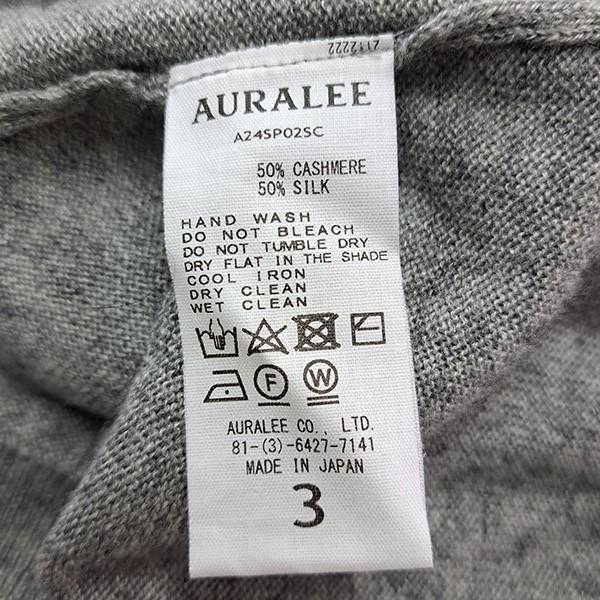 2112222
AURALEE
A24SP02SC
50% CASHMERE
50% SILK
HAND WASH
DO NOT BLEACH
DO NOT TUMBLE DRY
DRY FLAT IN THE SHADE
COOL IRON
DRY CLEAN
WET CLEAN
F W
AURALEE CO., LTD.
81-(3)-6427-7141
MADE IN JAPAN
3